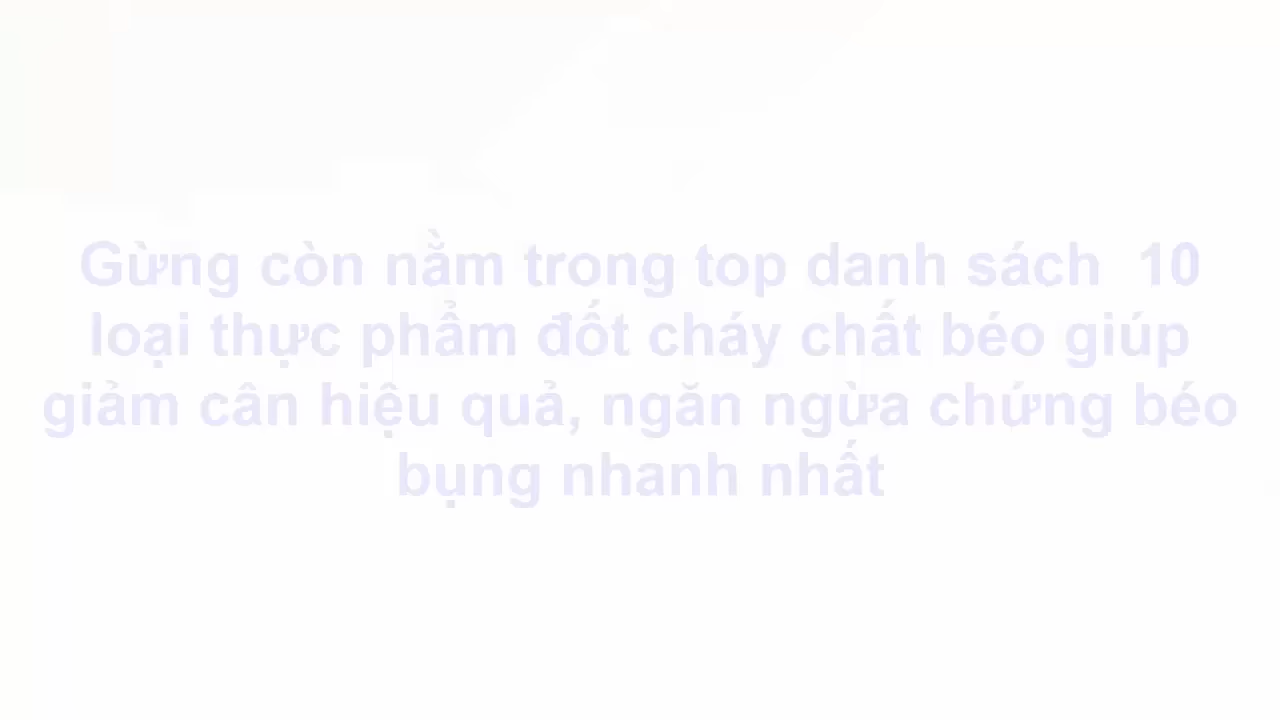 Gừng còn nằm trong top danh sách 10
loại thực phẩm đốt cháy chất béo giúp
giảm cân hiệu quả, ngăn ngừa chứng béo
bụng nhanh nhất